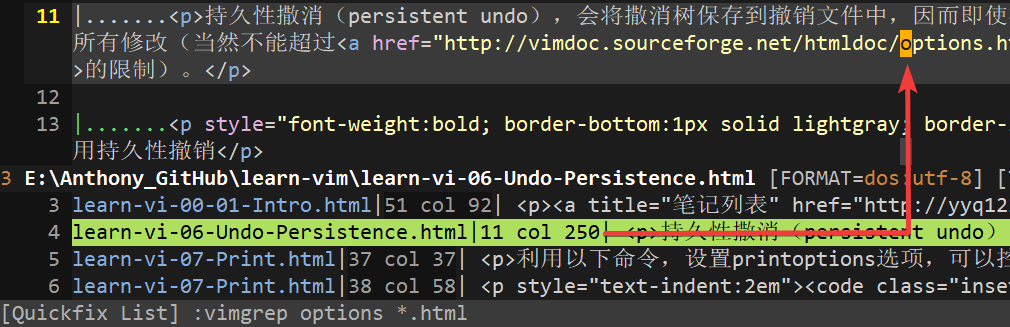 11 |.......<p>持久性撤消（persistent undo），会将撤消树保存到撤销文件中，因而即使
所有修改（当然不能超过<a href="http://vimdoc.sourceforge.net/htmldoc/options.h
>的限制）。</p>
12
13 |.......<p style="font-weight:bold; border-bottom:1px solid lightgray; border-
用持久性撤销</p>
3 E:\Anthony_GitHub\learn-vim\learn-vi-06-Undo-Persistence.html [FORMAT=dos:utf-8] [
3 learn-vi-00-01-Intro.html|51 col 92| <p><a title="笔记列表" href="http://yyq12
4 learn-vi-06-Undo-Persistence.html|11 col 250| <p>持久性撒消（persistent undo）
5 learn-vi-07-Print.html|37 col 37| <p>利用以下命令，设置printoptions选项，可以控
6 learn-vi-07-Print.html|38 col 58| <p style="text-indent:2em"><code class="inse
[Quickfix List] :vimgrep options *.html